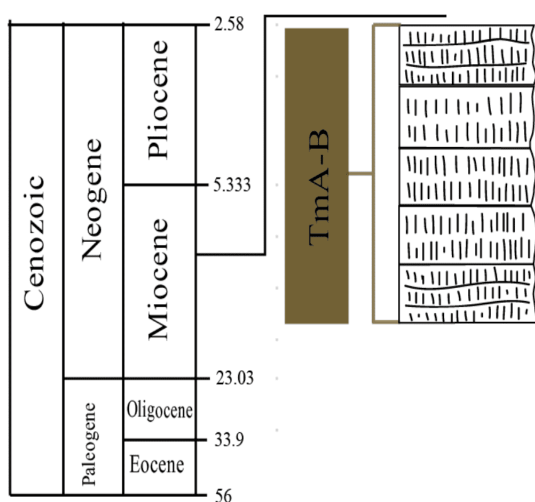 Cenozoic
Neogene
Paleogene
Pliocene
Miocene
Oligocene
Eocene
2.58
5.333
23.03
33.9
56
TmA-B